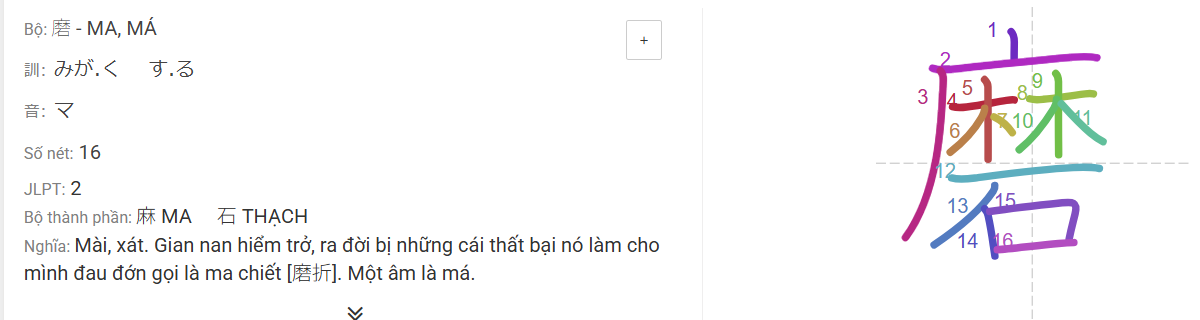 Bộ: 磨 - MA, MÁ
+
訓: みが.く す.る
音: マ
Số nét: 16
JLPT: 2
Bộ thành phần: 麻 MA 石 THẠCH
Nghĩa: Mài, xát. Gian nan hiểm trở, ra đời bị những cái thất bại nó làm cho
mình đau đớn gọi là ma chiết [磨折]. Một âm là má.
磨
1
2
3
4
5
6
7
8
9
10
11
12
13
14
15
16